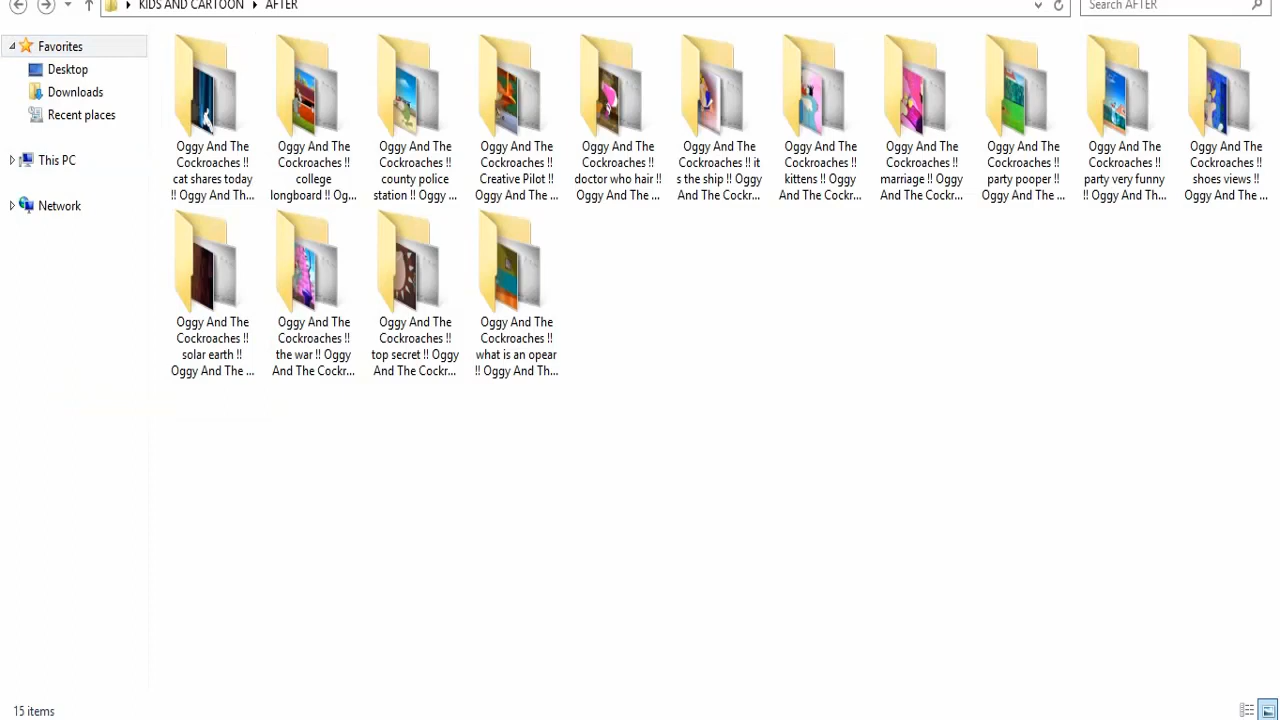 KIDS AND CARTOON AFTER
Search AFTER
Favorites
Desktop
Downloads
Recent places
This PC
Network
Oggy And The
Cockroaches !!
cat shares today
!! Oggy And Th...
Oggy And The
Cockroaches !!
college
longboard !! Og...
Oggy And The
Cockroaches !!
county police
station !! Oggy ...
Oggy And The
Cockroaches !!
Creative Pilot !!
Oggy And The ...
Oggy And The
Cockroaches !!
doctor who hair !!
Oggy And The ...
Oggy And The
Cockroaches !! it
s the ship !! Oggy
And The Cockr...
Oggy And The
Cockroaches !!
kittens !! Oggy
And The Cockr...
Oggy And The
Cockroaches !!
marriage !! Oggy
And The Cockr...
Oggy And The
Cockroaches !!
party pooper !!
Oggy And The ...
Oggy And The
Cockroaches !!
party very funny
!! Oggy And Th...
Oggy And The
Cockroaches !!
shoes views !!
Oggy And The ...
Oggy And The
Cockroaches !!
solar earth !!
Oggy And The ...
Oggy And The
Cockroaches !!
the war !! Oggy
And The Cockr...
Oggy And The
Cockroaches !!
top secret !! Oggy
And The Cockr...
Oggy And The
Cockroaches !!
what is an opear
!! Oggy And Th...
15 items